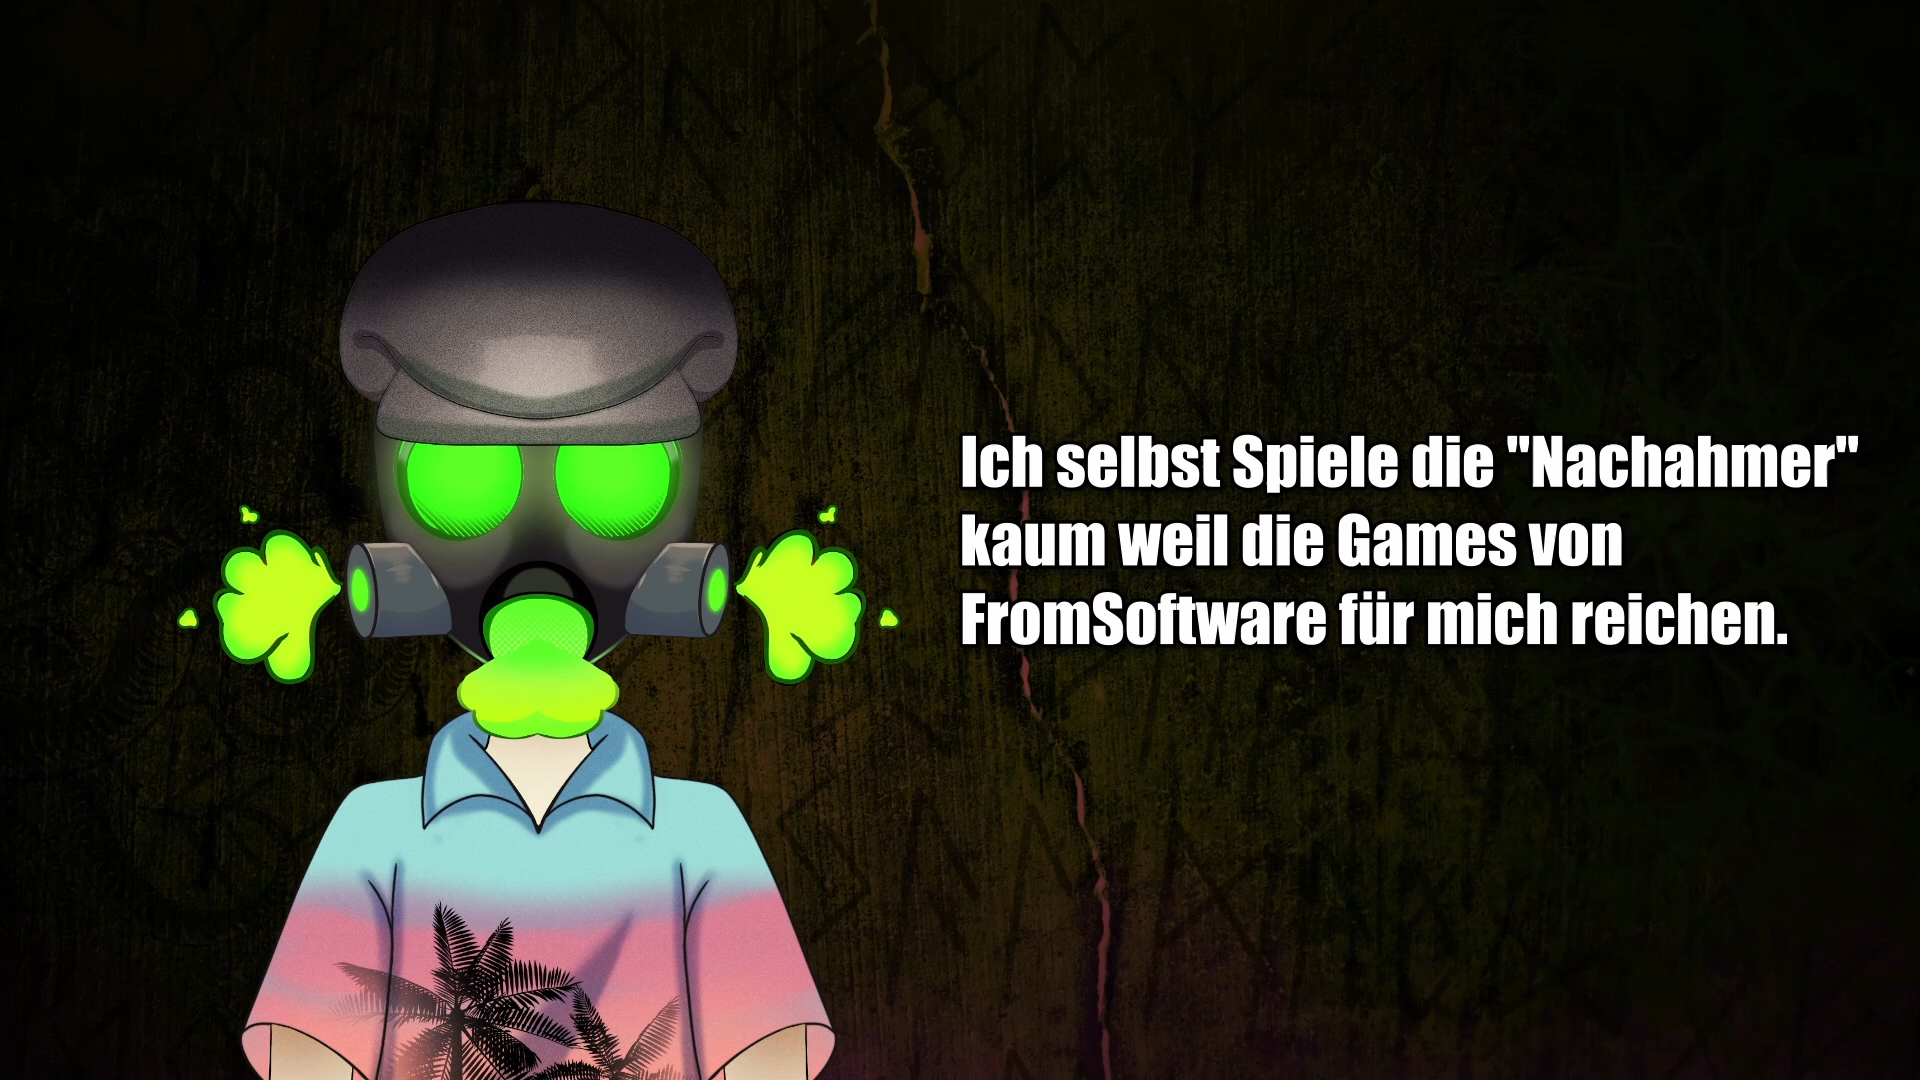 Ich selbst Spiele die "Nachahmer"
kaum weil die Games von
FromSoftware für mich reichen.